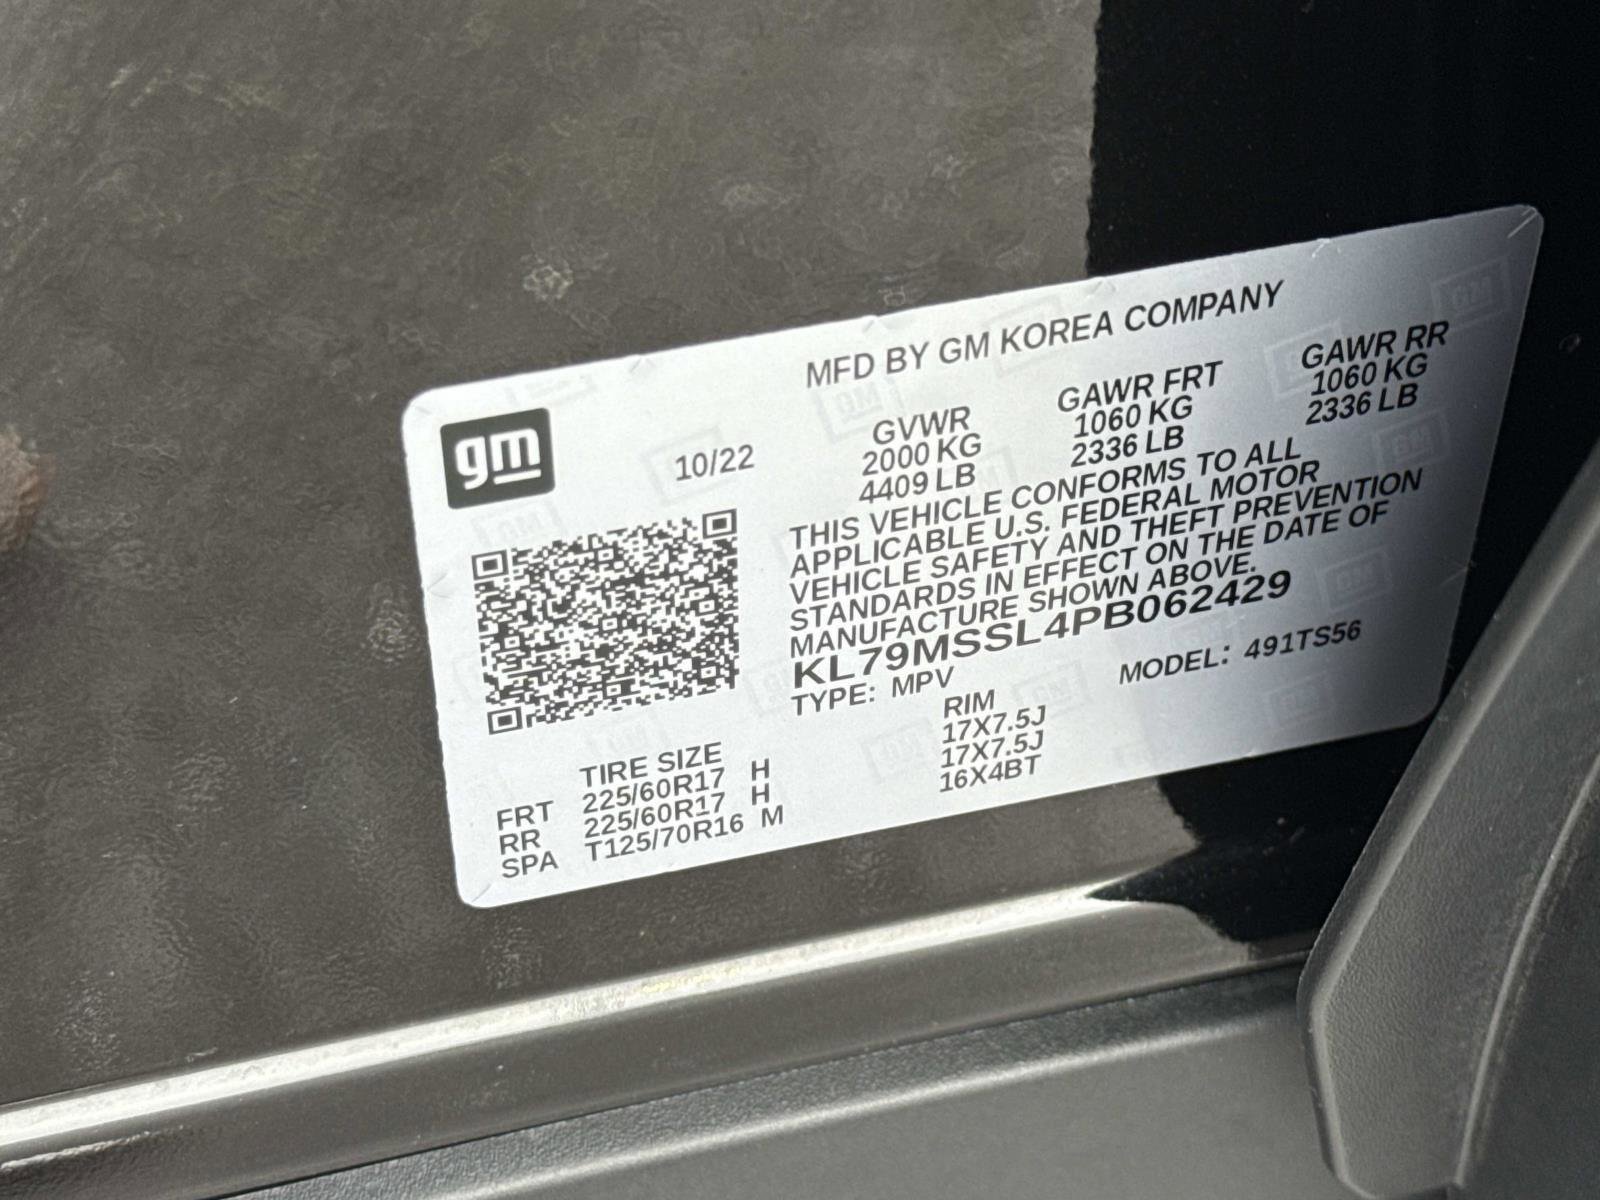 MFD BY GM KOREA COMPANY
gm
10/22
GVWR GAWR FRT GAWR RR
2000 KG 1060 KG 1060 KG
4409 LB 2336 LB 2336 LB
THIS VEHICLE CONFORMS TO ALL
APPLICABLE U.S. FEDERAL MOTOR
VEHICLE SAFETY AND THEFT PREVENTION
STANDARDS IN EFFECT ON THE DATE OF
MANUFACTURE SHOWN ABOVE.
KL79MSSL4PB062429
TYPE: MPV MODEL: 491TS56
TIRE SIZE RIM
FRT 225/60R17 H 17X7.5J
RR 225/60R17 H 17X7.5J
SPA T125/70R16 M 16X4BT